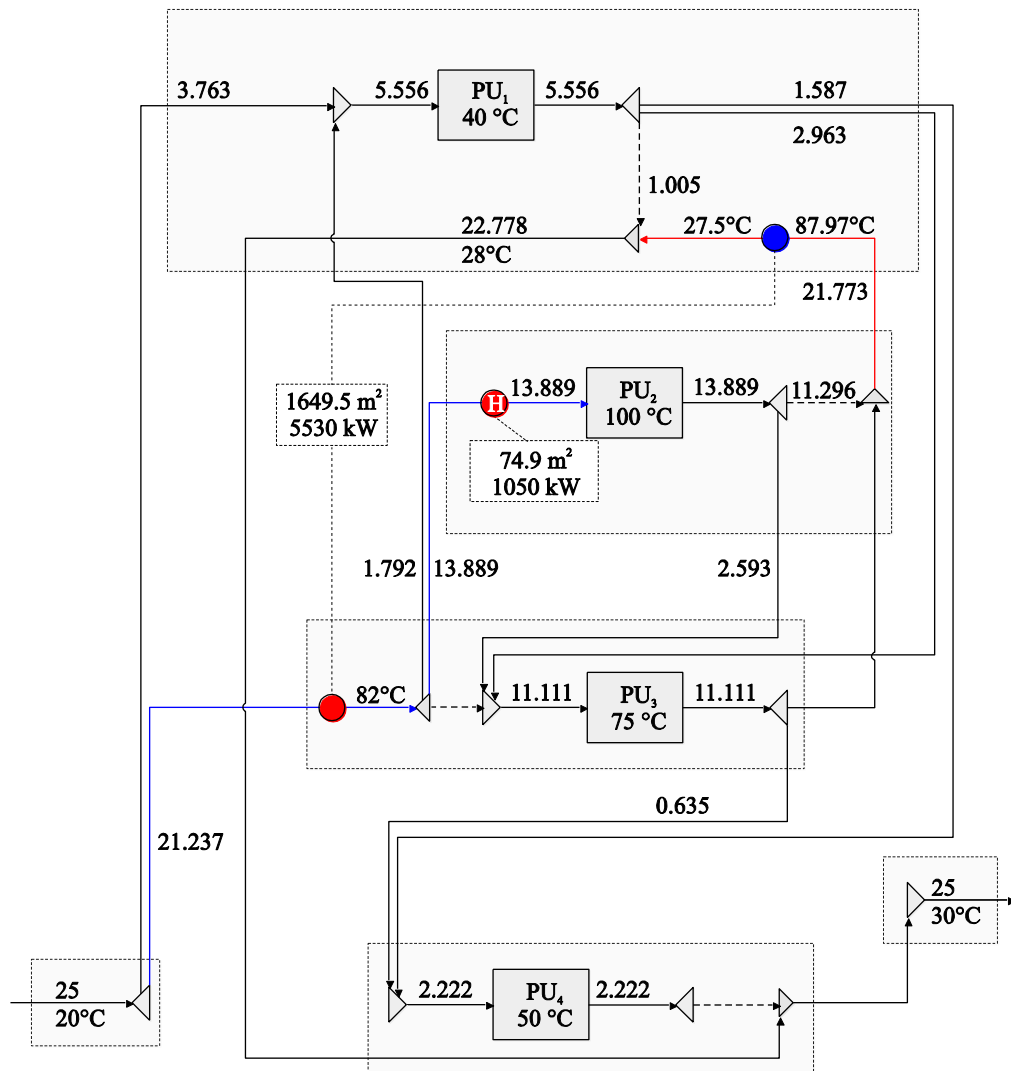 3.763
5.556
PU₁
40 °C
5.556
1.587
2.963
1.005
22.778
28°C
27.5°C
87.97°C
21.773
1649.5 m²
5530 kW
H
13.889
PU₂
100 °C
13.889
11.296
74.9 m²
1050 kW
1.792
13.889
2.593
82°C
11.111
PU₃
75 °C
11.111
0.635
21.237
25
30°C
25
20°C
2.222
PU₄
50 °C
2.222